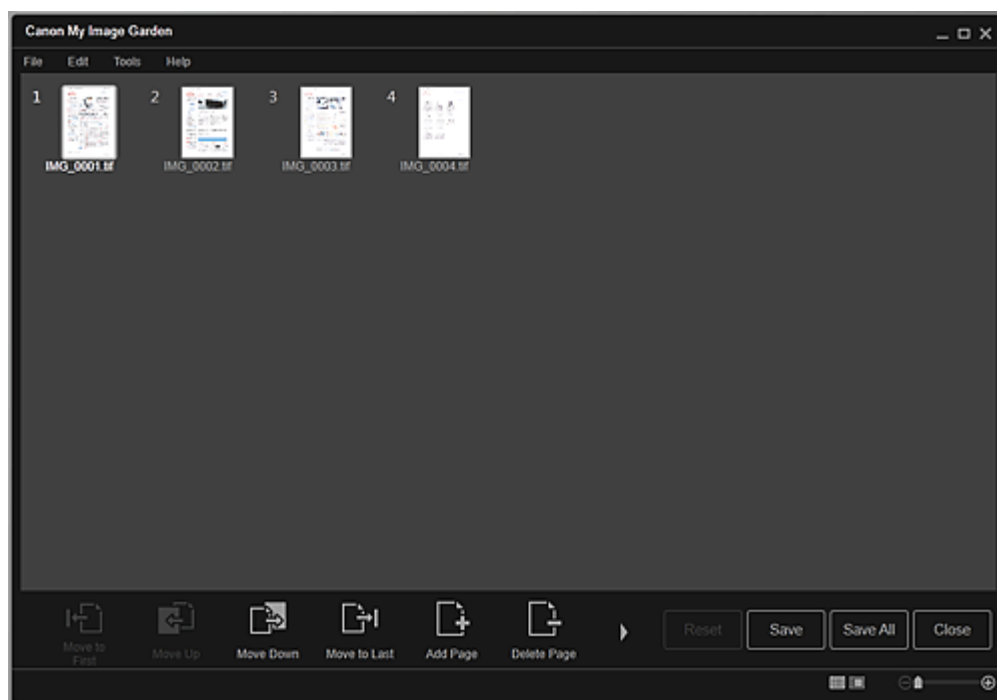 Canon My Image Garden
File Edit Tools Help
1 2 3 4
IMG_0001.tif IMG_0002.tif IMG_0003.tif IMG_0004.tif
Move to First Move Up Move Down Move to Last Add Page Delete Page Reset Save Save All Close